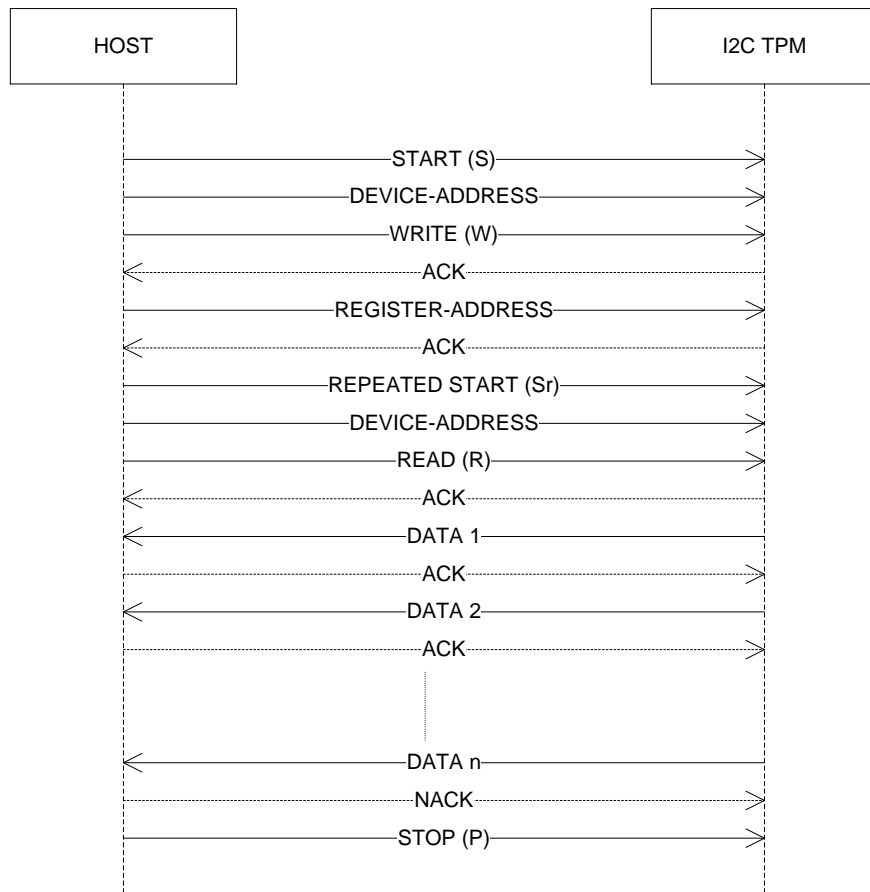 HOST
I2C TPM
START (S)
DEVICE-ADDRESS
WRITE (W)
ACK
REGISTER-ADDRESS
ACK
REPEATED START (Sr)
DEVICE-ADDRESS
READ (R)
ACK
DATA 1
ACK
DATA 2
ACK
DATA n
NACK
STOP (P)